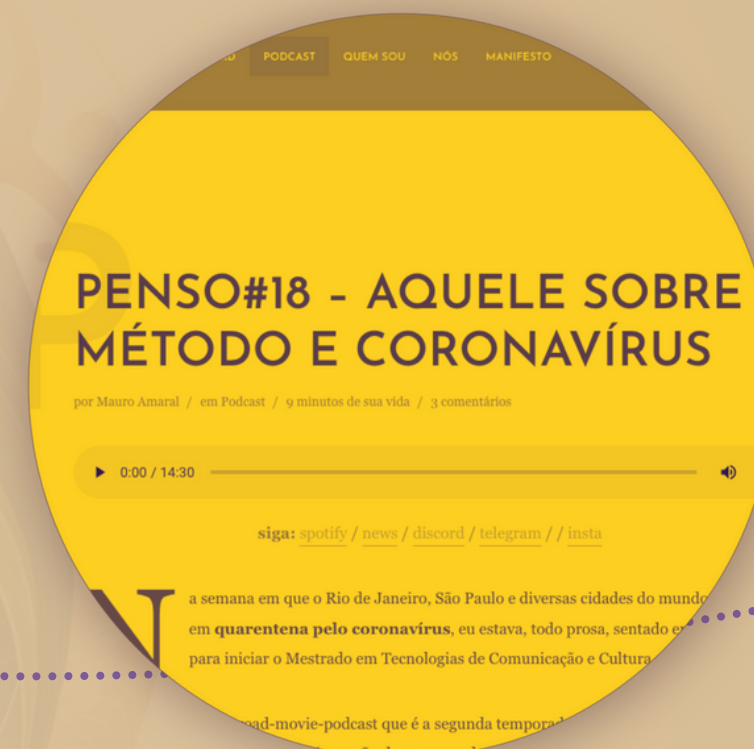 PODCAST QUEM SOU NÓS MANIFESTO
PENSO#18 – AQUELE SOBRE
MÉTODO E CORONAVÍRUS
por Mauro Amaral / em Podcast / 9 minutos de sua vida / 3 comentários
0:00 / 14:30
siga: spotify / news / discord / telegram / / insta
Na semana em que o Rio de Janeiro, São Paulo e diversas cidades do mundo
em quarentena pelo coronavírus, eu estava, todo prosa, sentado
para iniciar o Mestrado em Tecnologias de Comunicação e Cultura
road-movie-podcast que é a segunda